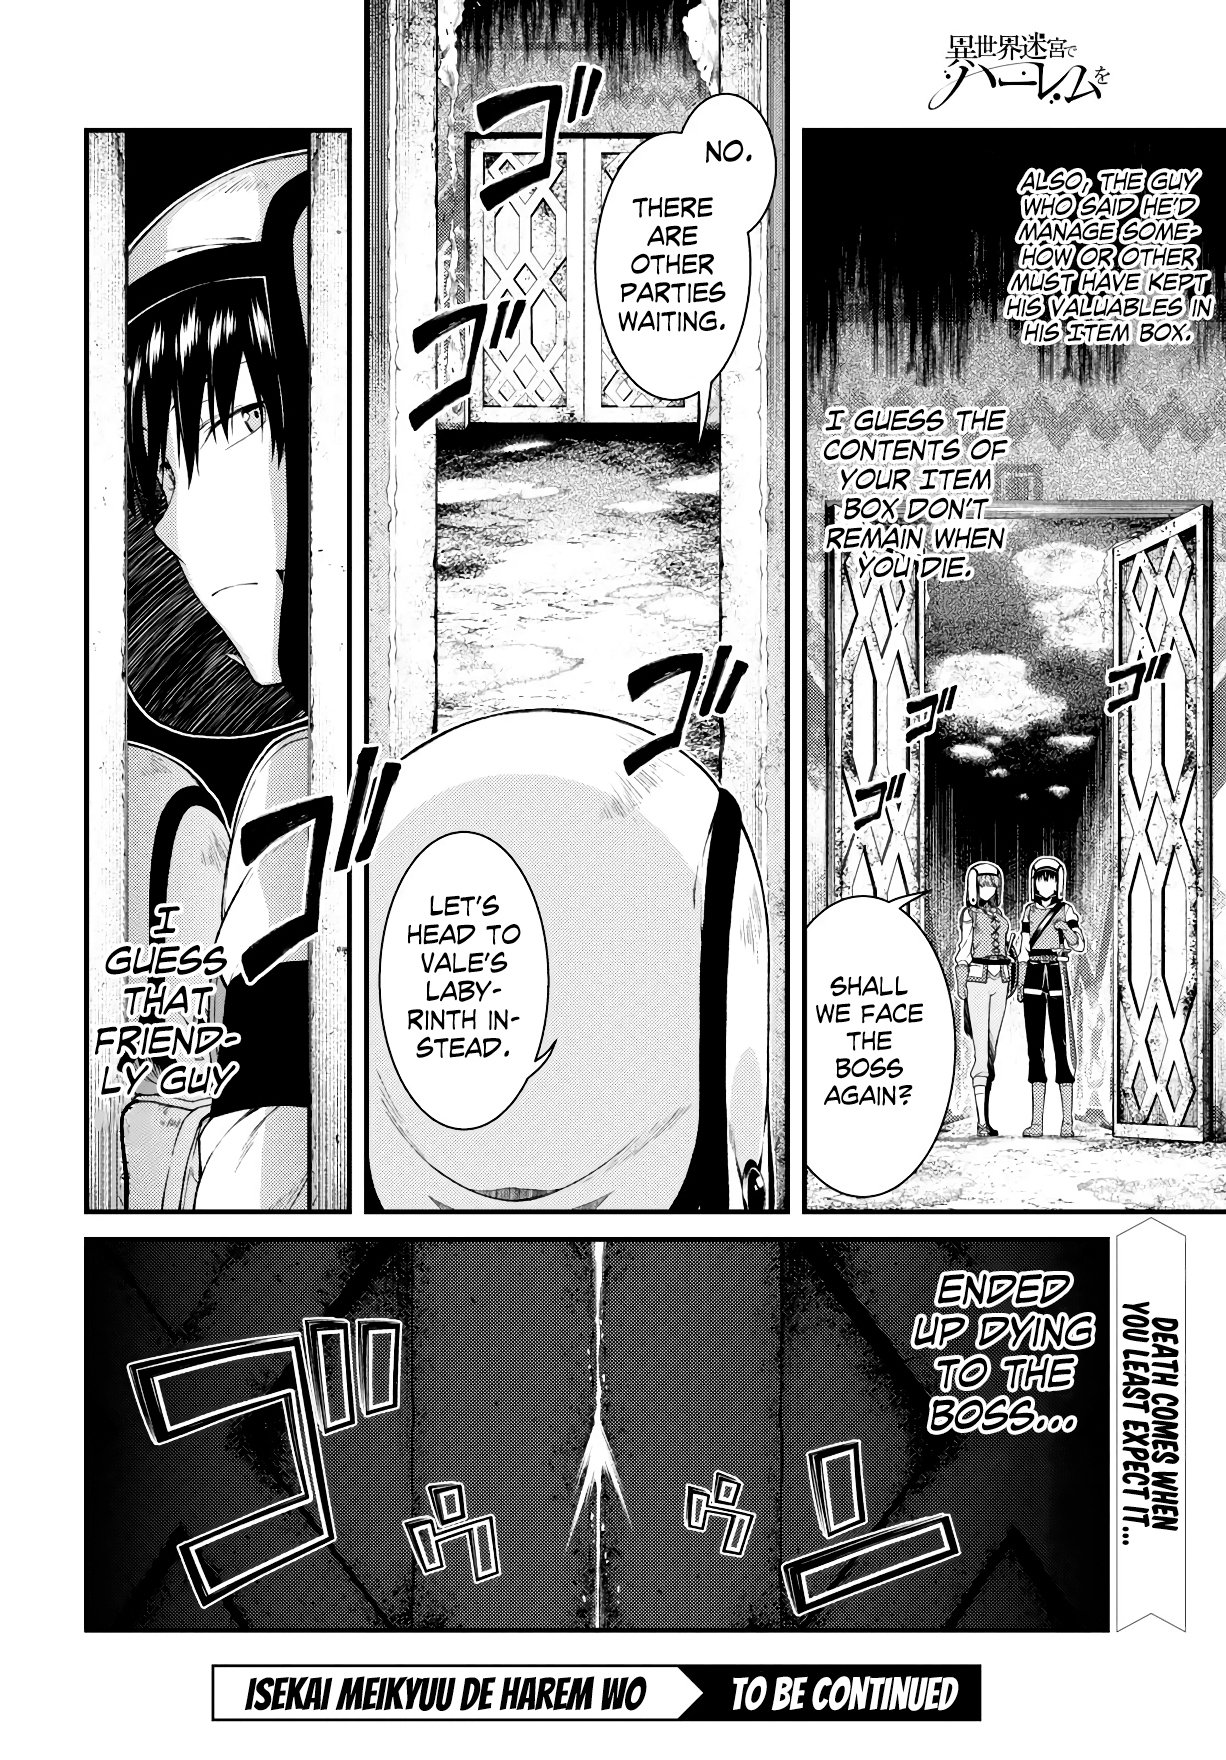 異世界迷宮で
ハーレムを
ALSO, THE GUY
WHO SAID HE'D
MANAGE SOME-
HOW OR OTHER
MUST HAVE KEPT
HIS VALUABLES IN
HIS ITEM BOX.
I GUESS THE
CONTENTS OF
YOUR ITEM
BOX DON'T
REMAIN WHEN
YOU DIE.
ゴ
ゴ
ゴ
SHALL
WE FACE
THE
BOSS
AGAIN?
NO.
THERE
ARE
OTHER
PARTIES
WAITING.
ゴ
ゴ
ゴ
ゴ
LET'S
HEAD TO
VALE'S
LABY-
RINTH IN-
STEAD.
ゴ
I
GUESS
THAT
FRIEND-
LY GUY
ENDED
UP DYING
TO THE
BOSS...
ゴ
ゥ
ゥ
ン
DEATH COMES WHEN
YOU LEAST EXPECT IT...
ISEKAI MEIKYUU DE HAREM WO
TO BE CONTINUED